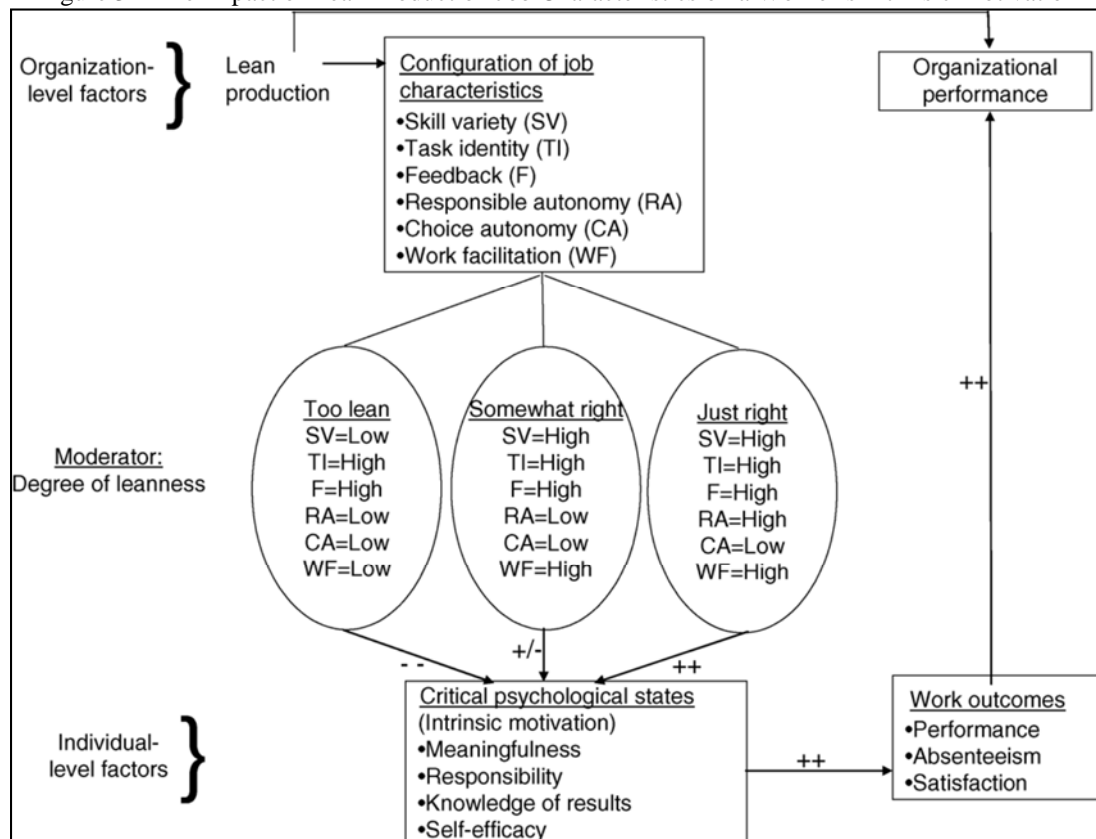 Organization-
level factors
}
Lean
production
Configuration of job
characteristics
•Skill variety (SV)
•Task identity (TI)
•Feedback (F)
•Responsible autonomy (RA)
•Choice autonomy (CA)
•Work facilitation (WF)
Organizational
performance
Moderator:
Degree of leanness
Too lean
SV=Low
TI=High
F=High
RA=Low
CA=Low
WF=Low
Somewhat right
SV=High
TI=High
F=High
RA=Low
CA=Low
WF=High
Just right
SV=High
TI=High
F=High
RA=High
CA=Low
WF=High
++
- -
+/-
++
Individual-
level factors
}
Critical psychological states
(Intrinsic motivation)
•Meaningfulness
•Responsibility
•Knowledge of results
•Self-efficacy
++
Work outcomes
•Performance
•Absenteeism
•Satisfaction